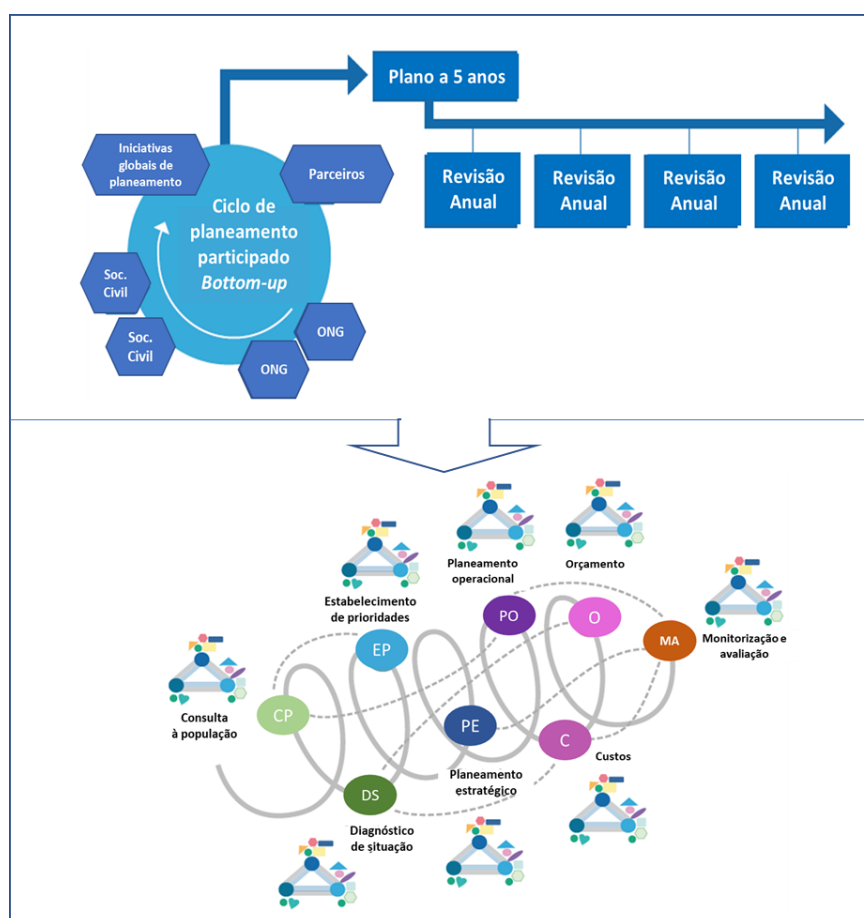 Plano a 5 anos
Iniciativas
globais de
planeamento
Parceiros
Ciclo de
planeamento
participado
Bottom-up
Soc.
Civil
Soc.
Civil
ONG
ONG
Revisão
Anual
Revisão
Anual
Revisão
Anual
Revisão
Anual
Planeamento
operacional
Orçamento
Estabelecimento
de prioridades
Monitorização e
avaliação
Consulta
à população
CP
EP
PO
O
MA
DS
PE
C
Custos
Planeamento
estratégico
Diagnóstico
de situação